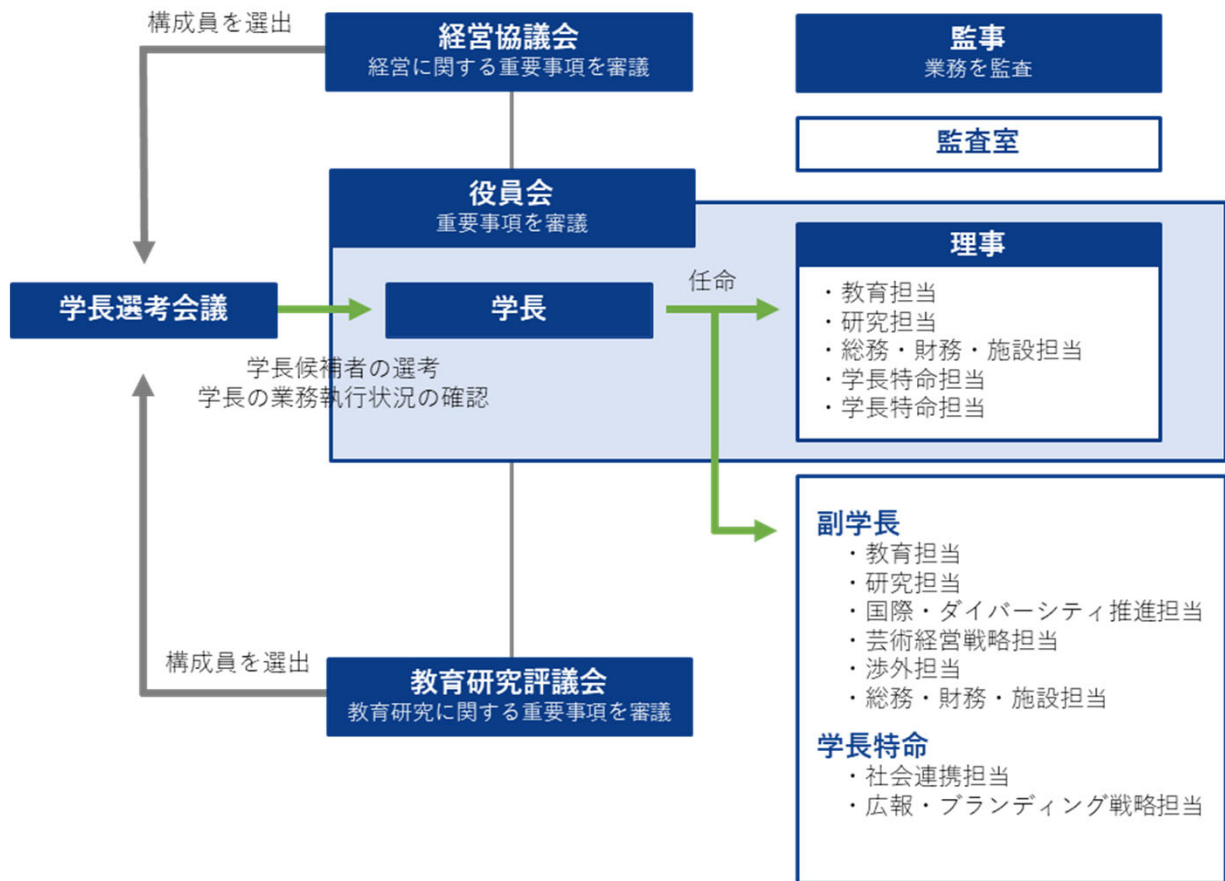 構成員を選出
経営協議会
経営に関する重要事項を審議
監事
業務を監査
監査室
役員会
重要事項を審議
理事
・教育担当
・研究担当
・総務・財務・施設担当
・学長特命担当
・学長特命担当
任命
学長選考会議
学長
学長候補者の選考
学長の業務執行状況の確認
副学長
・教育担当
・研究担当
・国際・ダイバーシティ推進担当
・芸術経営戦略担当
・渉外担当
・総務・財務・施設担当
学長特命
・社会連携担当
・広報・ブランディング戦略担当
構成員を選出
教育研究評議会
教育研究に関する重要事項を審議